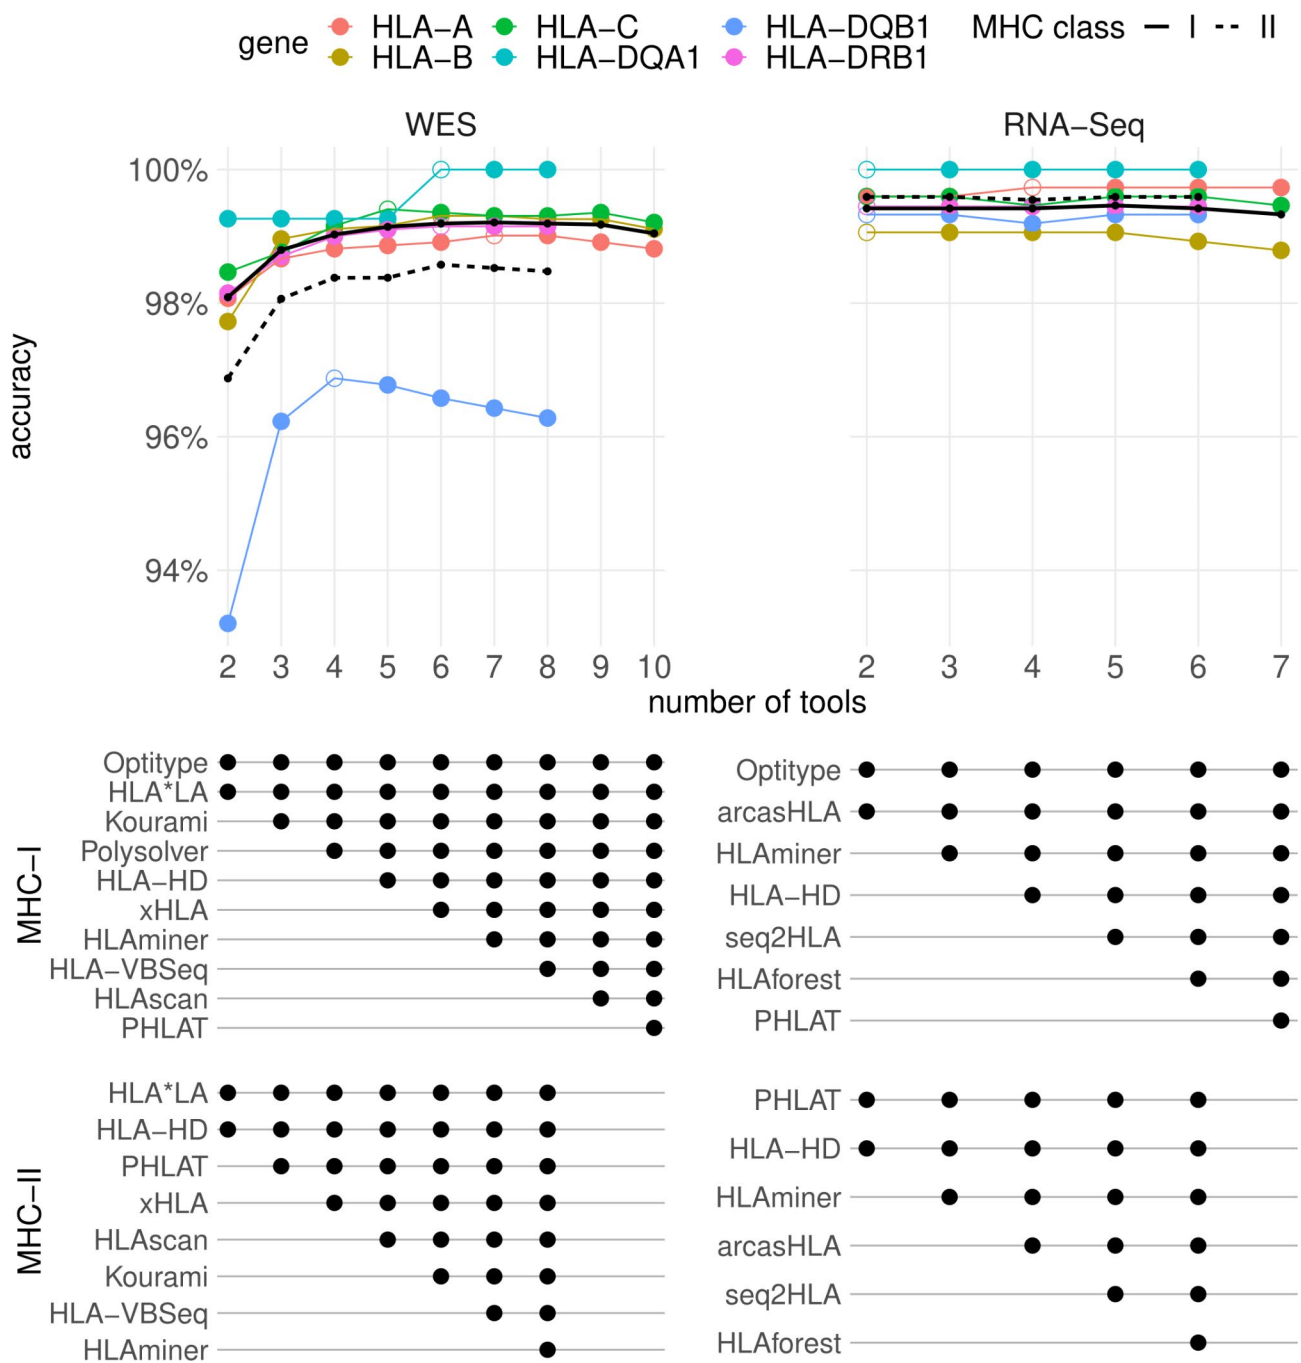 gene HLA−A HLA−C HLA−DQB1 MHC class I II
HLA−B HLA−DQA1 HLA−DRB1
WES RNA−Seq
accuracy
100%
98%
96%
94%
2 3 4 5 6 7 8 9 10 2 3 4 5 6 7
number of tools
MHC−I
Optitype
HLA*LA
Kourami
Polysolver
HLA−HD
xHLA
HLAminer
HLA−VBSeq
HLAscan
PHLAT
Optitype
arcasHLA
HLAminer
HLA−HD
seq2HLA
HLAforest
PHLAT
MHC−II
HLA*LA
HLA−HD
PHLAT
xHLA
HLAscan
Kourami
HLA−VBSeq
HLAminer
PHLAT
HLA−HD
HLAminer
arcasHLA
seq2HLA
HLAforest